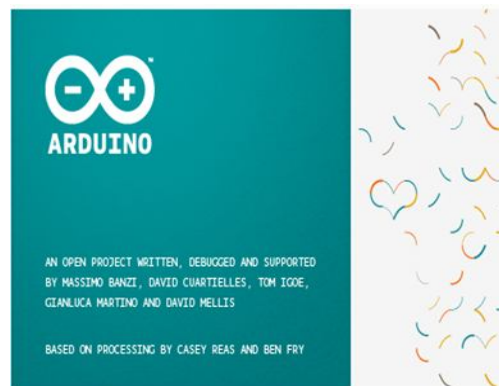 ARDUINO
AN OPEN PROJECT WRITTEN, DEBUGGED AND SUPPORTED
BY MASSIMO BANZI, DAVID CUARTIELLES, TOM IGOE,
GIANLUCA MARTINO AND DAVID MELLIS
BASED ON PROCESSING BY CASEY REAS AND BEN FRY